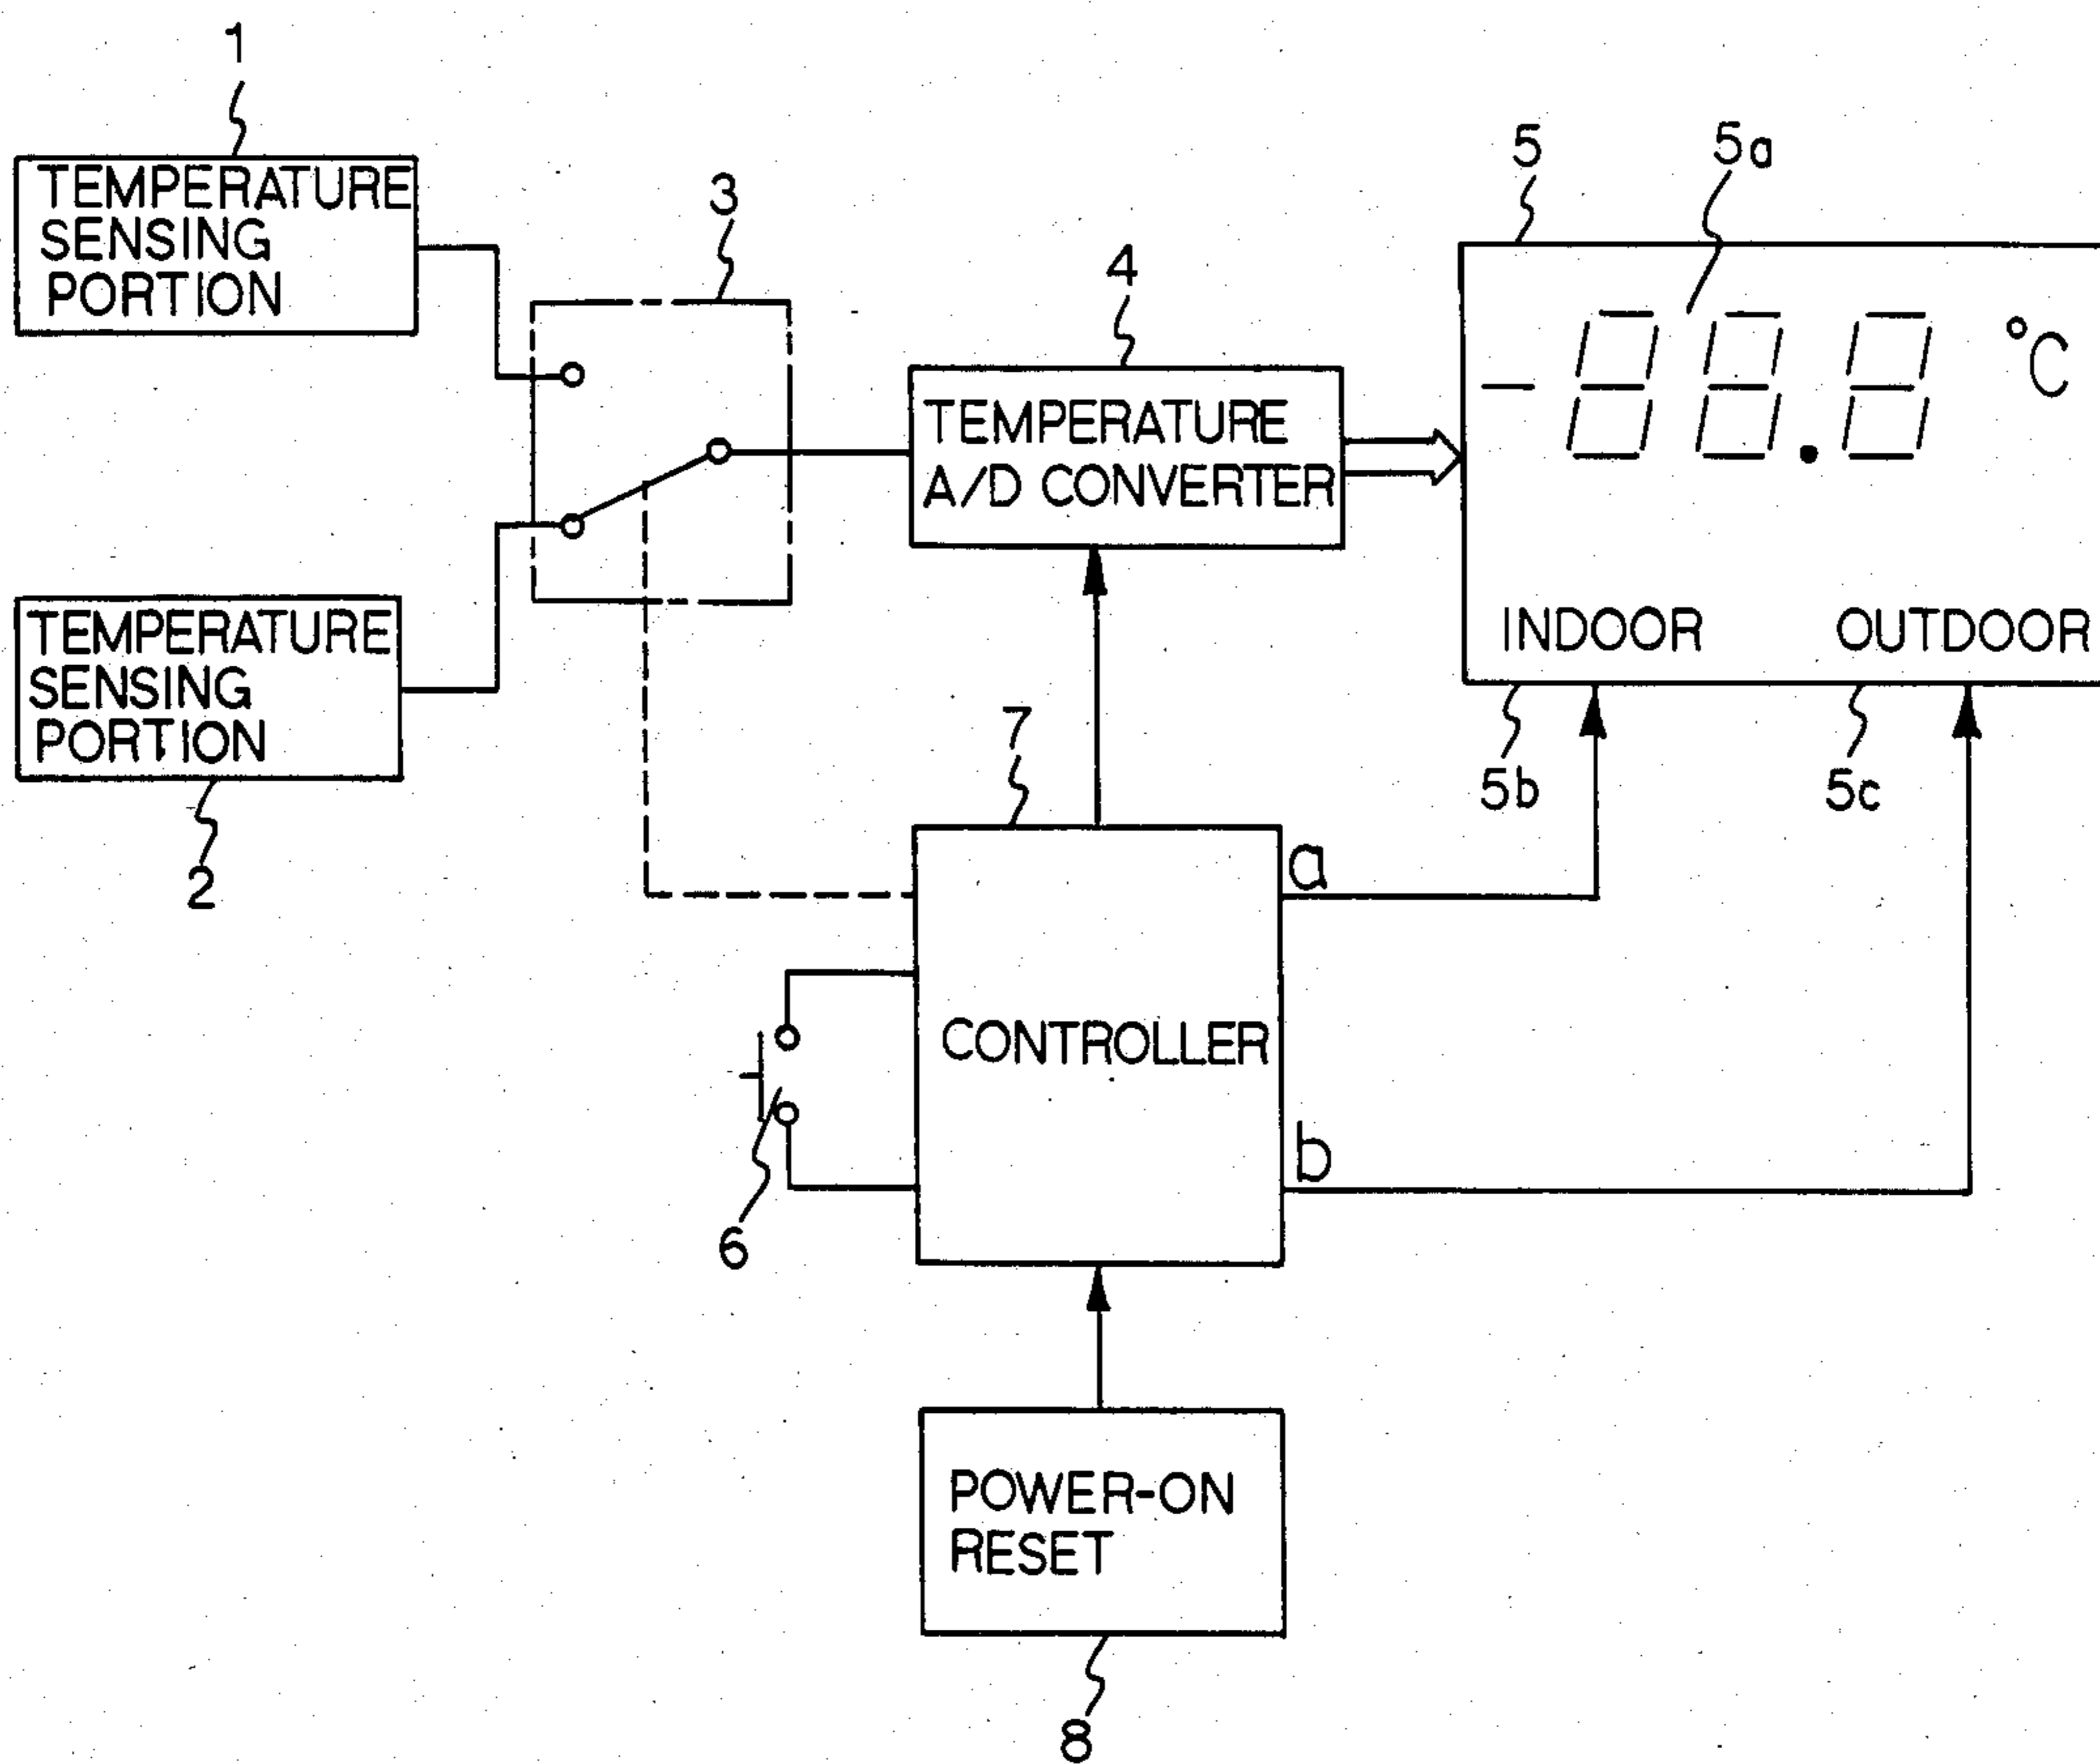 1
TEMPERATURE
SENSING
PORTION
3
4
5
5a
-88.8 °C
TEMPERATURE
A/D CONVERTER
INDOOR
OUTDOOR
TEMPERATURE
SENSING
PORTION
2
7
5b
5c
a
CONTROLLER
b
6
POWER-ON
RESET
8